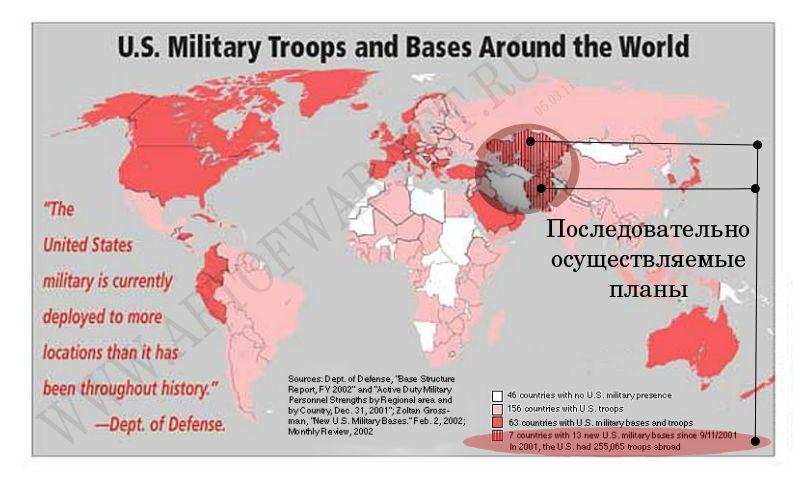 U.S. Military Troops and Bases Around the World
"The
United States
military is currently
deployed to more
locations than it has
been throughout history."
—Dept. of Defense.
Последовательно
осуществляемые
планы
Sources: Dept. of Defense, "Base Structure
Report, FY 2002" and "Active Duty Military
Personnel Strengths by Regional area and
by Country, Dec. 31, 2001"; Zoltan Gross-
man, "New U.S. Military Bases." Feb. 2, 2002;
Monthly Review, 2002
46 countries with no U.S. military presence
156 countries with U.S. troops
63 countries with U.S. military bases and troops
7 countries with 13 new U.S. military bases since 9/11/2001
In 2001, the U.S. had 255,065 troops abroad